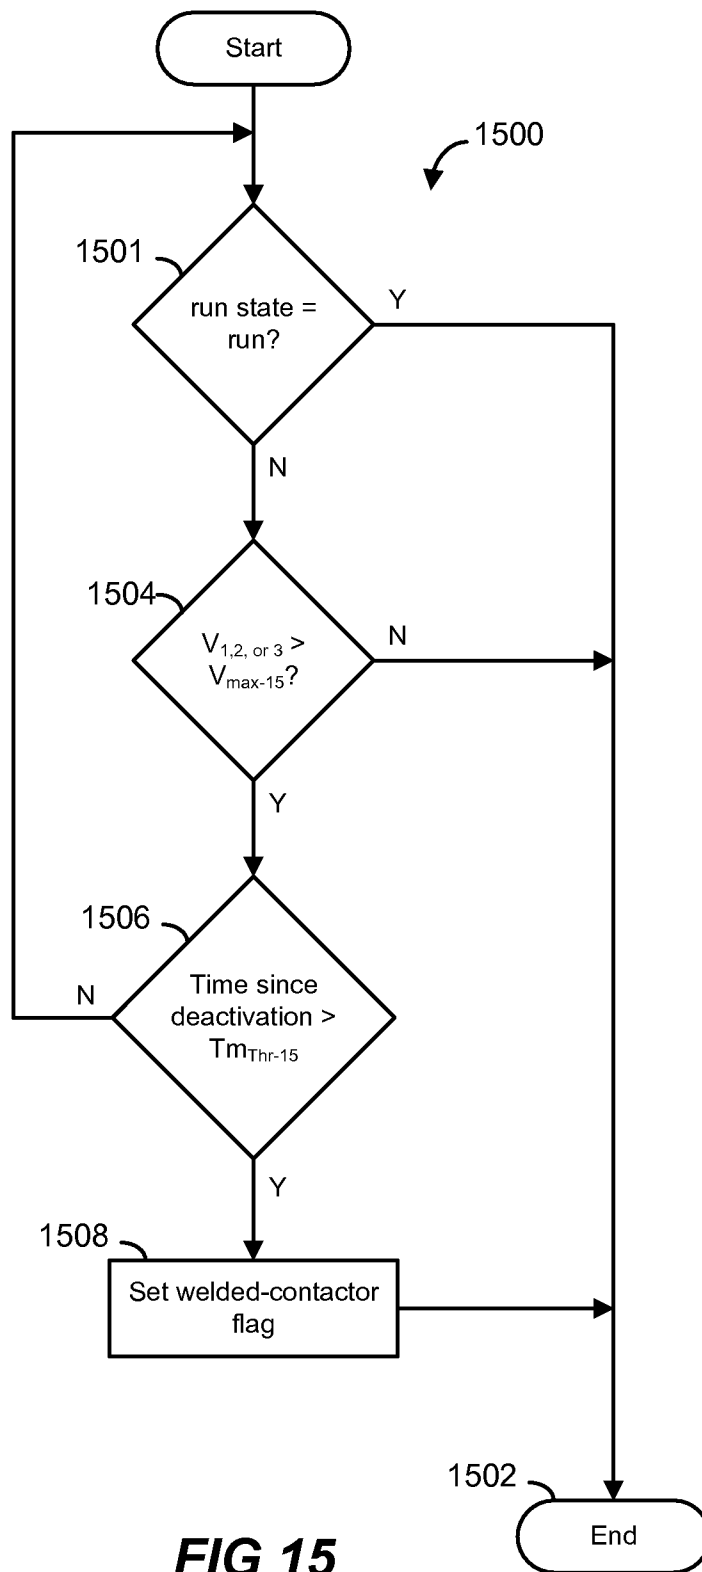 Start
1500
1501
run state =
run?
Y
N
1504
V1,2, or 3 >
Vmax-15?
N
Y
1506
Time since
deactivation >
TmThr-15
N
Y
1508
Set welded-contactor
flag
1502
End
FIG 15